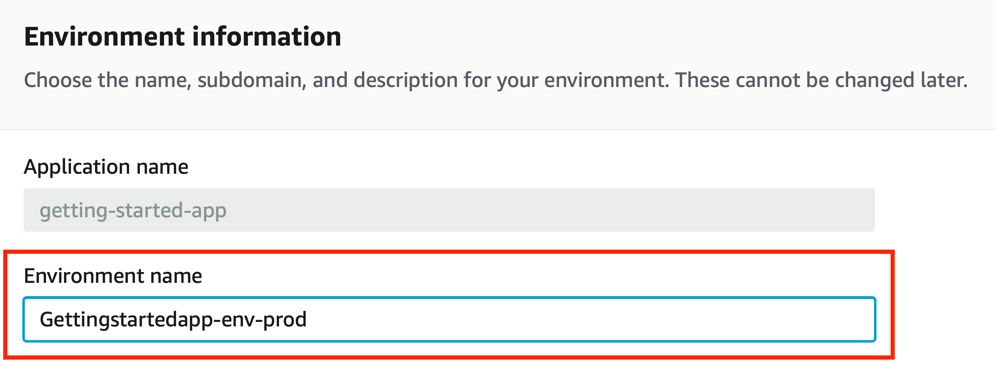 Environment information
Choose the name, subdomain, and description for your environment. These cannot be changed later.
Application name
getting-started-app
Environment name
Gettingstartedapp-env-prod